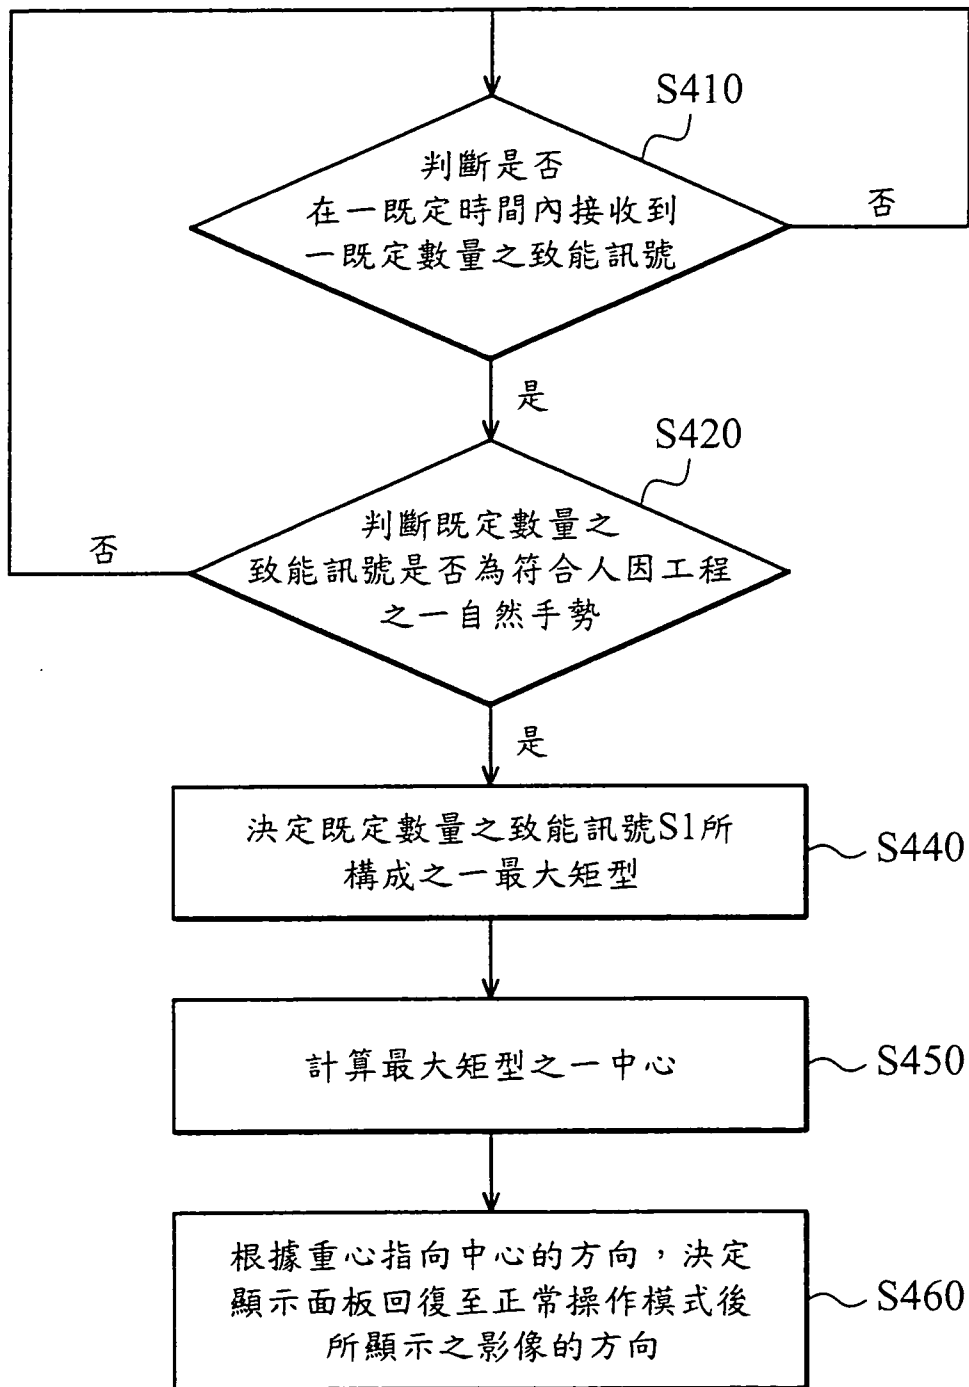 S410
判斷是否
在一既定時間內接收到
一既定數量之致能訊號
否
是
S420
判斷既定數量之
致能訊號是否為符合人因工程
之一自然手勢
否
是
決定既定數量之致能訊號S1所
構成之一最大矩型
S440
計算最大矩型之一中心
S450
根據重心指向中心的方向，決定
顯示面板回復至正常操作模式後
所顯示之影像的方向
S460